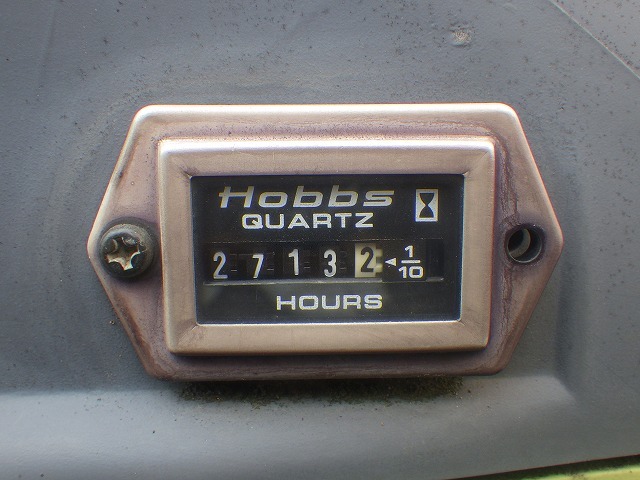 Hobbs
QUARTZ
2 7 1 3 2 ◄ 1/10
HOURS